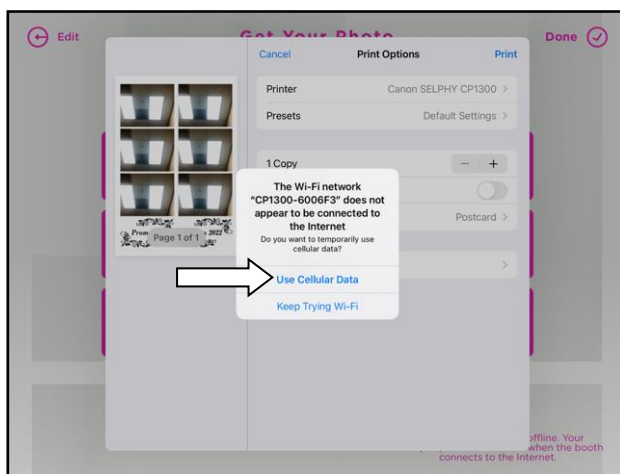 Edit
Get Your Photo
Done
Cancel
Print Options
Print
Printer
Canon SELPHY CP1300
Presets
Default Settings
1 Copy
Postcard
Prom
2022
Page 1 of 1
The Wi-Fi network
"CP1300-6006F3" does not
appear to be connected to
the Internet
Do you want to temporarily use
cellular data?
Use Cellular Data
Keep Trying Wi-Fi
offline. Your
when the booth
connects to the Internet.